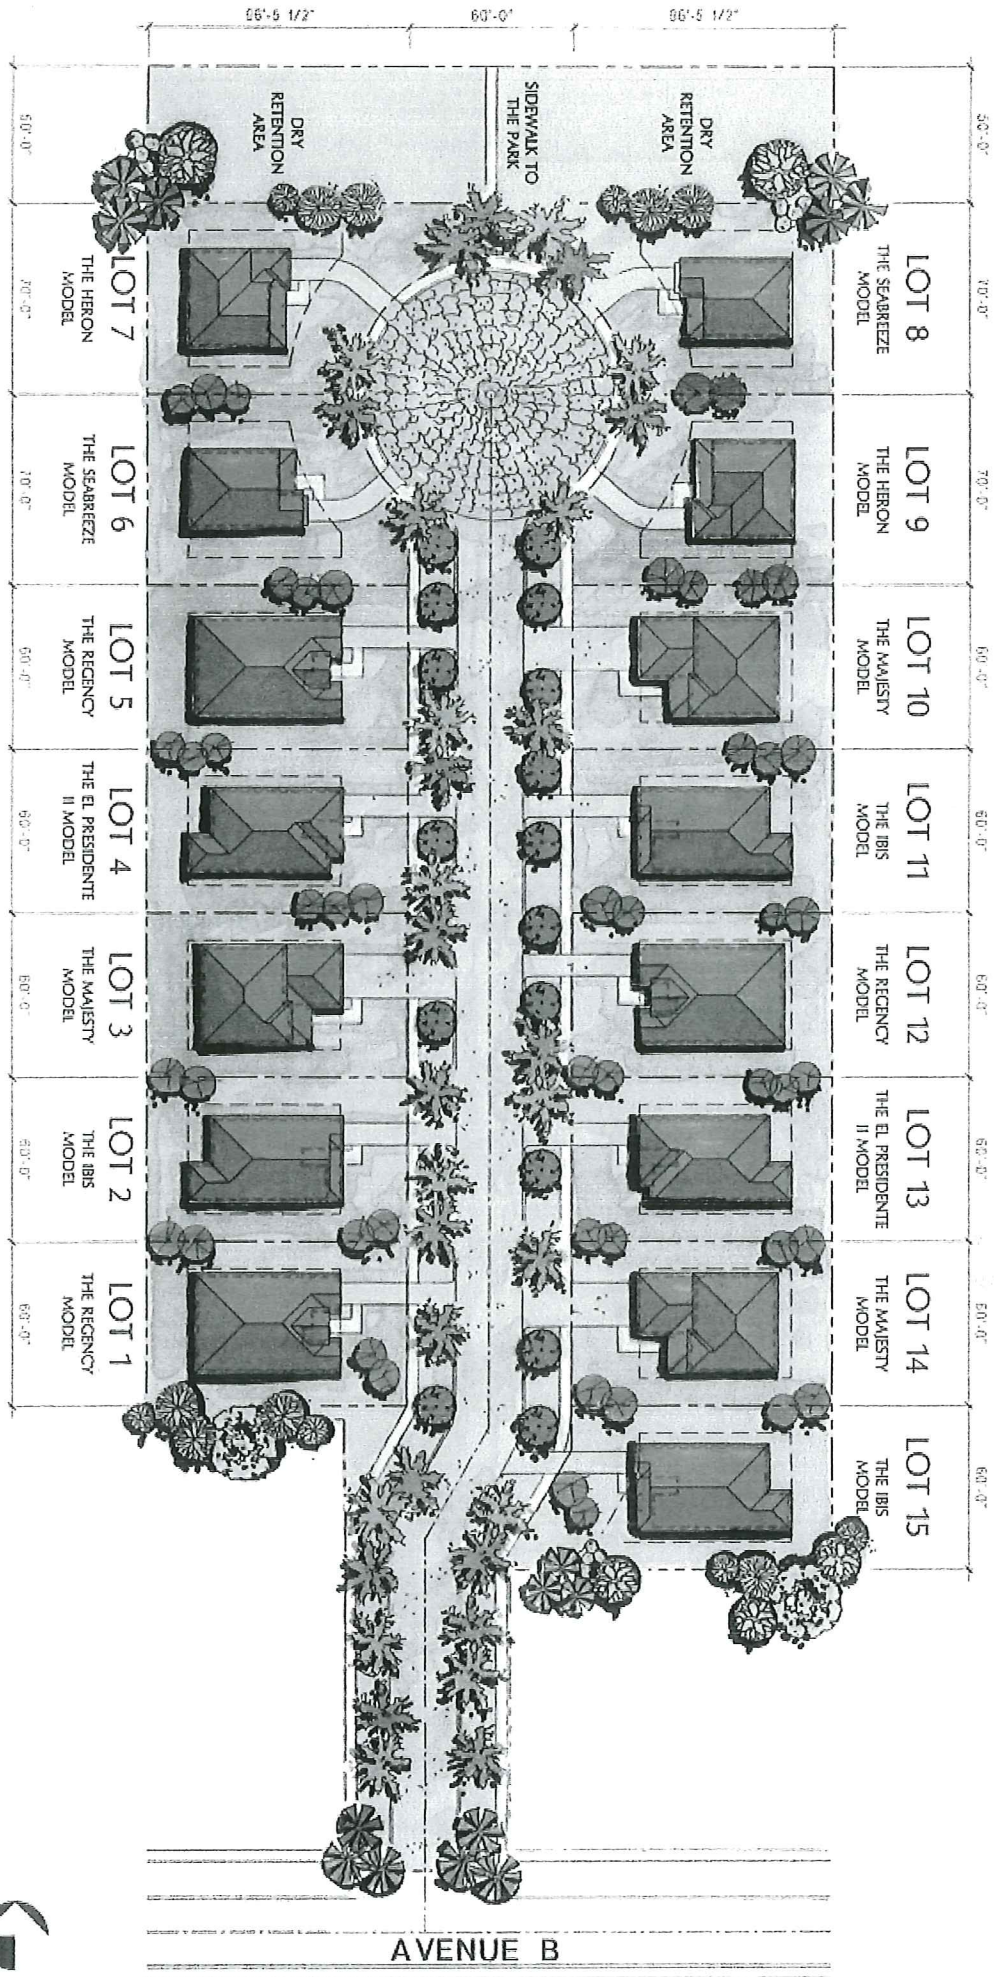 96'-5 1/2"
60'-0"
96'-5 1/2"
50'-0"
DRY
RETENTION
AREA
SIDEWALK TO
THE PARK
DRY
RETENTION
AREA
50'-0"
70'-0"
LOT 7
THE HERON
MODEL
LOT 8
THE SEABREEZE
MODEL
70'-0"
70'-0"
LOT 6
THE SEABREEZE
MODEL
LOT 9
THE HERON
MODEL
70'-0"
60'-0"
LOT 5
THE REGENCY
MODEL
LOT 10
THE MAJESTY
MODEL
60'-0"
60'-0"
LOT 4
THE EL PRESIDENTE
II MODEL
LOT 11
THE IBIS
MODEL
60'-0"
60'-0"
LOT 3
THE MAJESTY
MODEL
LOT 12
THE REGENCY
MODEL
60'-0"
60'-0"
LOT 2
THE IBIS
MODEL
LOT 13
THE EL PRESIDENTE
II MODEL
60'-0"
60'-0"
LOT 1
THE REGENCY
MODEL
LOT 14
THE MAJESTY
MODEL
60'-0"
LOT 15
THE IBIS
MODEL
60'-0"
AVENUE B